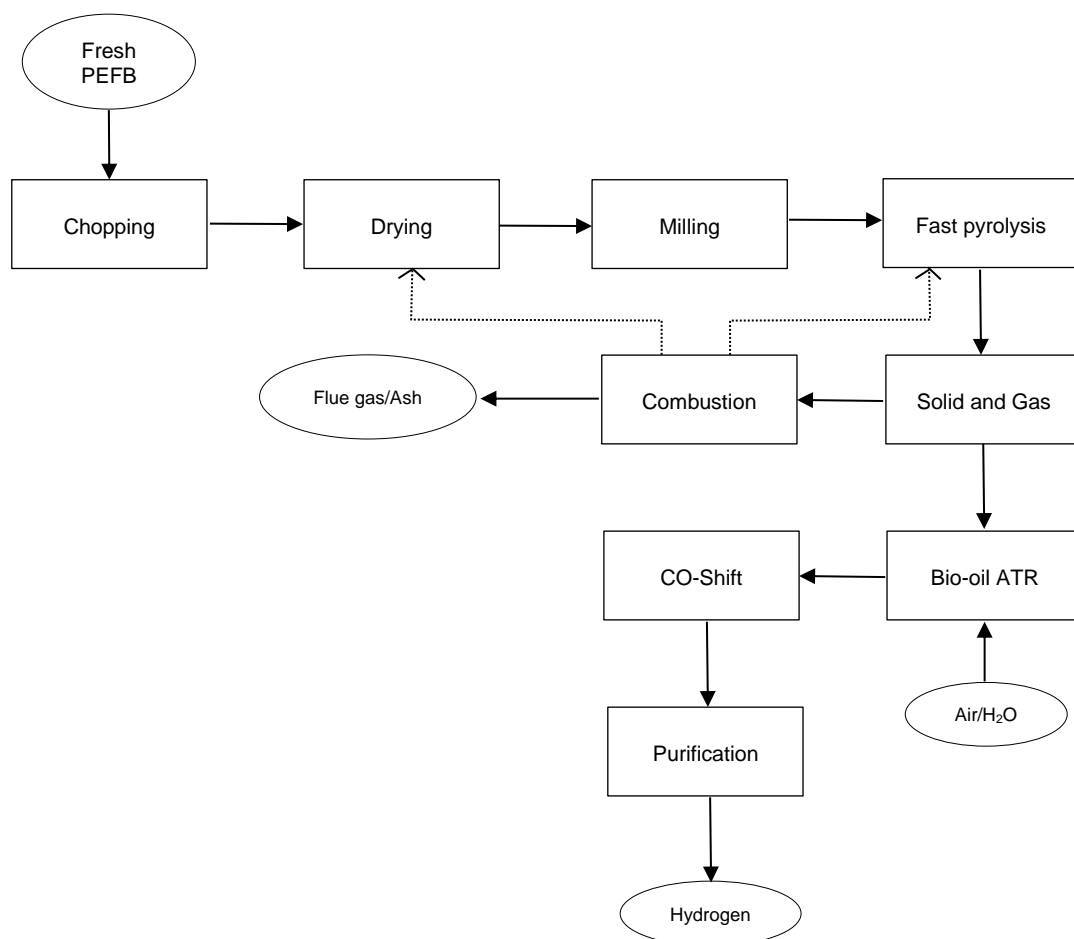 Fresh
PEFB
Chopping
Drying
Milling
Fast pyrolysis
Flue gas/Ash
Combustion
Solid and Gas
CO-Shift
Bio-oil ATR
Air/H₂O
Purification
Hydrogen